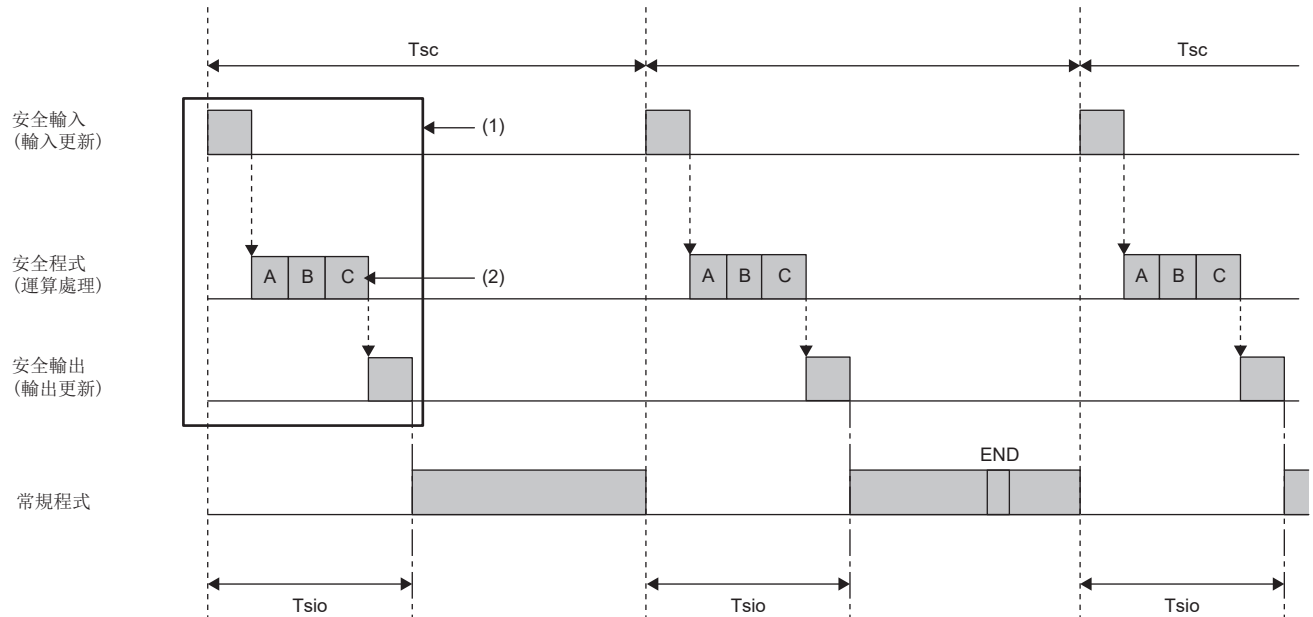 Tsc
Tsc
安全輸入
(輸入更新)
(1)
安全程式
(運算處理)
A B C
(2)
A B C
A B C
安全輸出
(輸出更新)
END
常規程式
Tsio
Tsio
Tsio